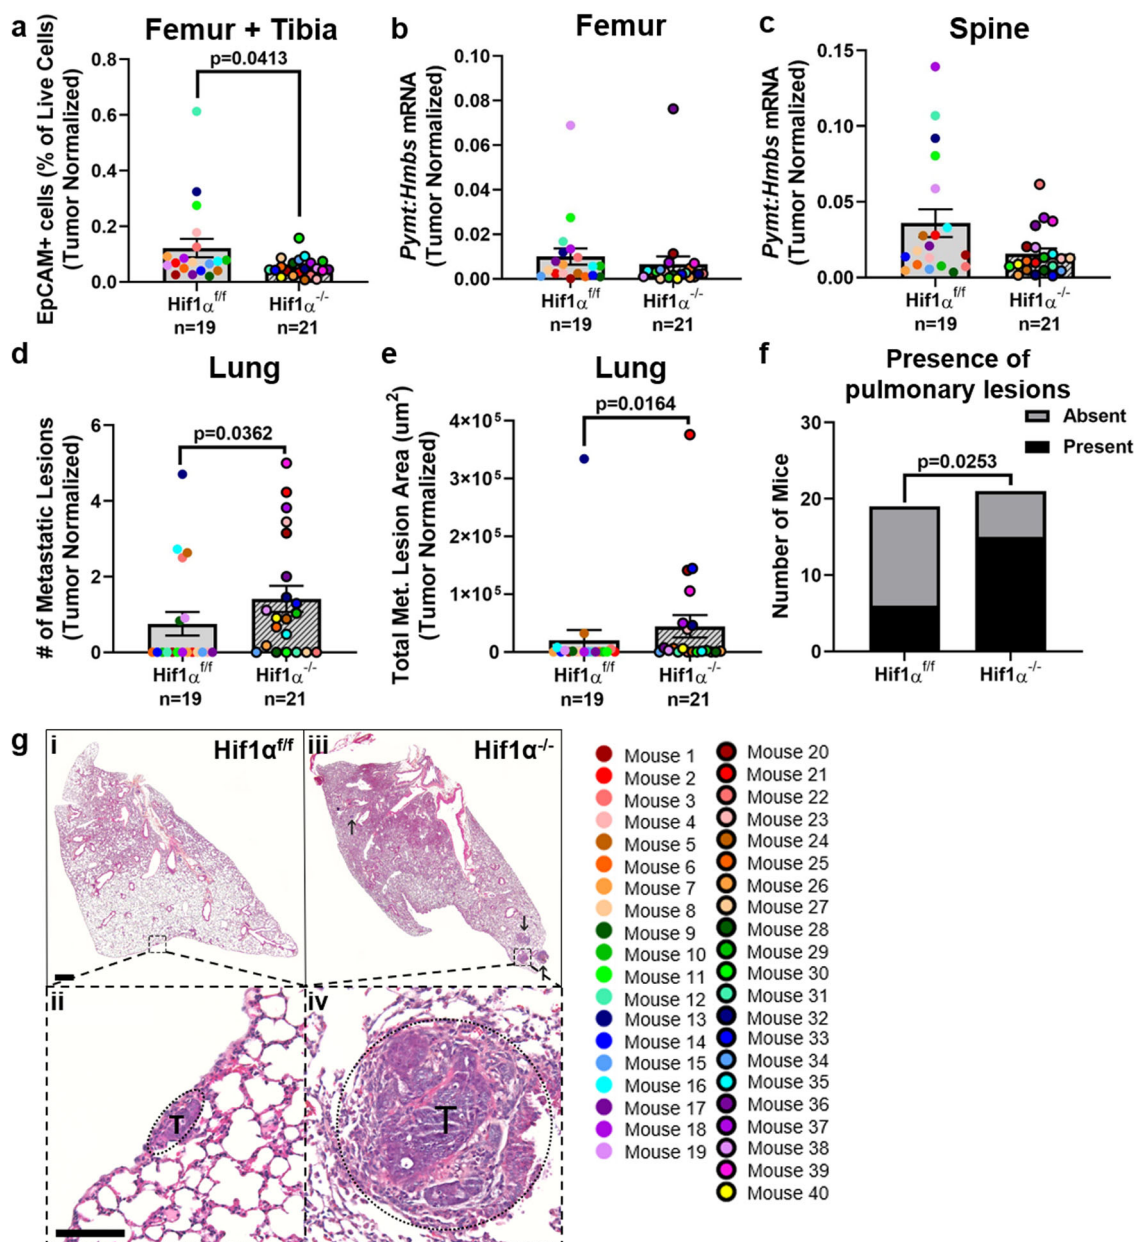 a
Femur + Tibia
EpCAM+ cells (% of Live Cells)
(Tumor Normalized)
0.8
0.6
0.4
0.2
0.0
p=0.0413
Hif1α f/f
n=19
Hif1α -/-
n=21
b
Femur
Pymt:Hmbs mRNA
(Tumor Normalized)
0.10
0.08
0.06
0.04
0.02
0.00
Hif1α f/f
n=19
Hif1α -/-
n=21
c
Spine
Pymt:Hmbs mRNA
(Tumor Normalized)
0.15
0.10
0.05
0.00
Hif1α f/f
n=19
Hif1α -/-
n=21
d
Lung
# of Metastatic Lesions
(Tumor Normalized)
6
4
2
0
p=0.0362
Hif1α f/f
n=19
Hif1α -/-
n=21
e
Lung
Total Met. Lesion Area (um²)
(Tumor Normalized)
4×10⁵
3×10⁵
2×10⁵
1×10⁵
0
p=0.0164
Hif1α f/f
n=19
Hif1α -/-
n=21
f
Presence of
pulmonary lesions
Absent
Present
Number of Mice
30
20
10
0
p=0.0253
Hif1α f/f
Hif1α -/-
g
i
Hif1α f/f
iii
Hif1α -/-
ii
T
iv
T
Mouse 1
Mouse 2
Mouse 3
Mouse 4
Mouse 5
Mouse 6
Mouse 7
Mouse 8
Mouse 9
Mouse 10
Mouse 11
Mouse 12
Mouse 13
Mouse 14
Mouse 15
Mouse 16
Mouse 17
Mouse 18
Mouse 19
Mouse 20
Mouse 21
Mouse 22
Mouse 23
Mouse 24
Mouse 25
Mouse 26
Mouse 27
Mouse 28
Mouse 29
Mouse 30
Mouse 31
Mouse 32
Mouse 33
Mouse 34
Mouse 35
Mouse 36
Mouse 37
Mouse 38
Mouse 39
Mouse 40